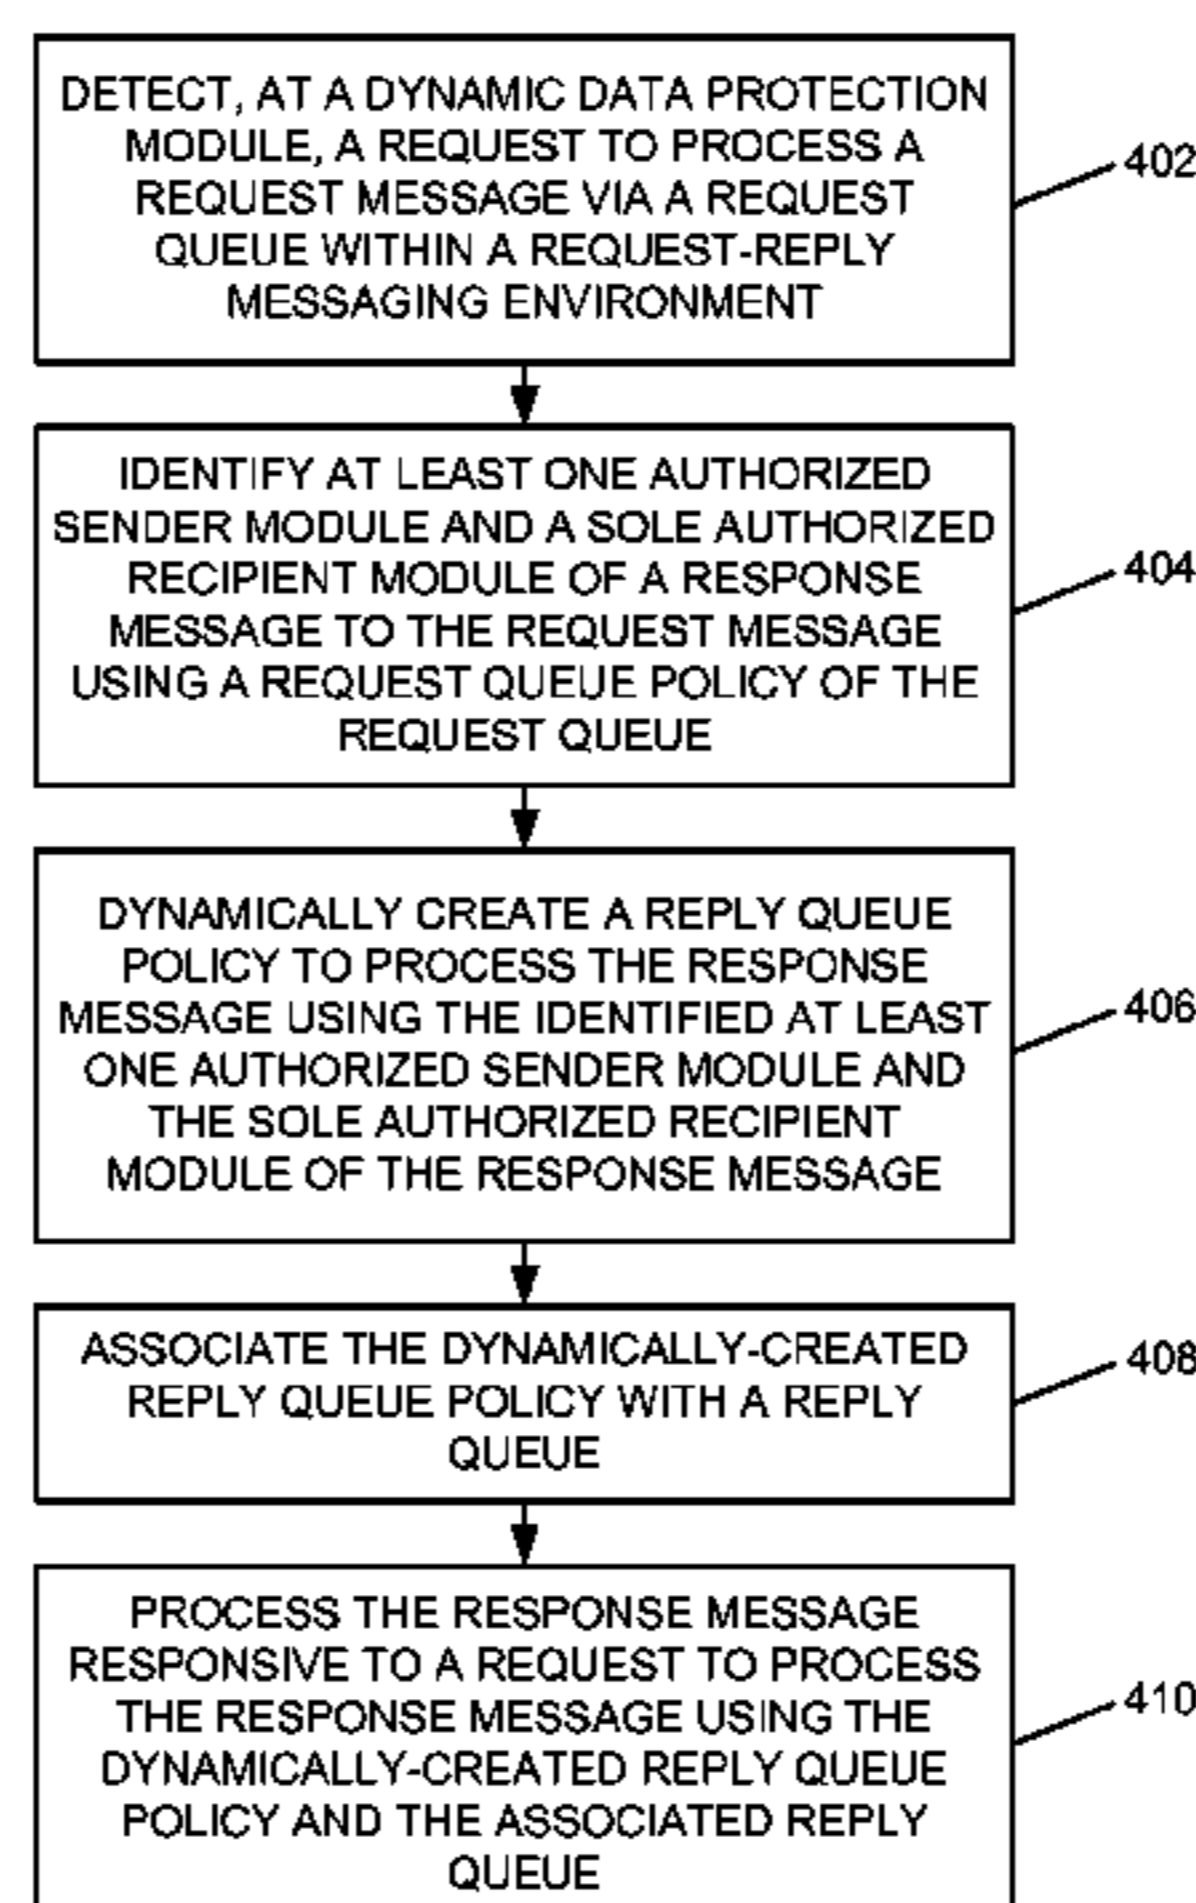 DETECT, AT A DYNAMIC DATA PROTECTION
MODULE, A REQUEST TO PROCESS A
REQUEST MESSAGE VIA A REQUEST
QUEUE WITHIN A REQUEST-REPLY
MESSAGING ENVIRONMENT
402
IDENTIFY AT LEAST ONE AUTHORIZED
SENDER MODULE AND A SOLE AUTHORIZED
RECIPIENT MODULE OF A RESPONSE
MESSAGE TO THE REQUEST MESSAGE
USING A REQUEST QUEUE POLICY OF THE
REQUEST QUEUE
404
DYNAMICALLY CREATE A REPLY QUEUE
POLICY TO PROCESS THE RESPONSE
MESSAGE USING THE IDENTIFIED AT LEAST
ONE AUTHORIZED SENDER MODULE AND
THE SOLE AUTHORIZED RECIPIENT
MODULE OF THE RESPONSE MESSAGE
406
ASSOCIATE THE DYNAMICALLY-CREATED
REPLY QUEUE POLICY WITH A REPLY
QUEUE
408
PROCESS THE RESPONSE MESSAGE
RESPONSIVE TO A REQUEST TO PROCESS
THE RESPONSE MESSAGE USING THE
DYNAMICALLY-CREATED REPLY QUEUE
POLICY AND THE ASSOCIATED REPLY
QUEUE
410